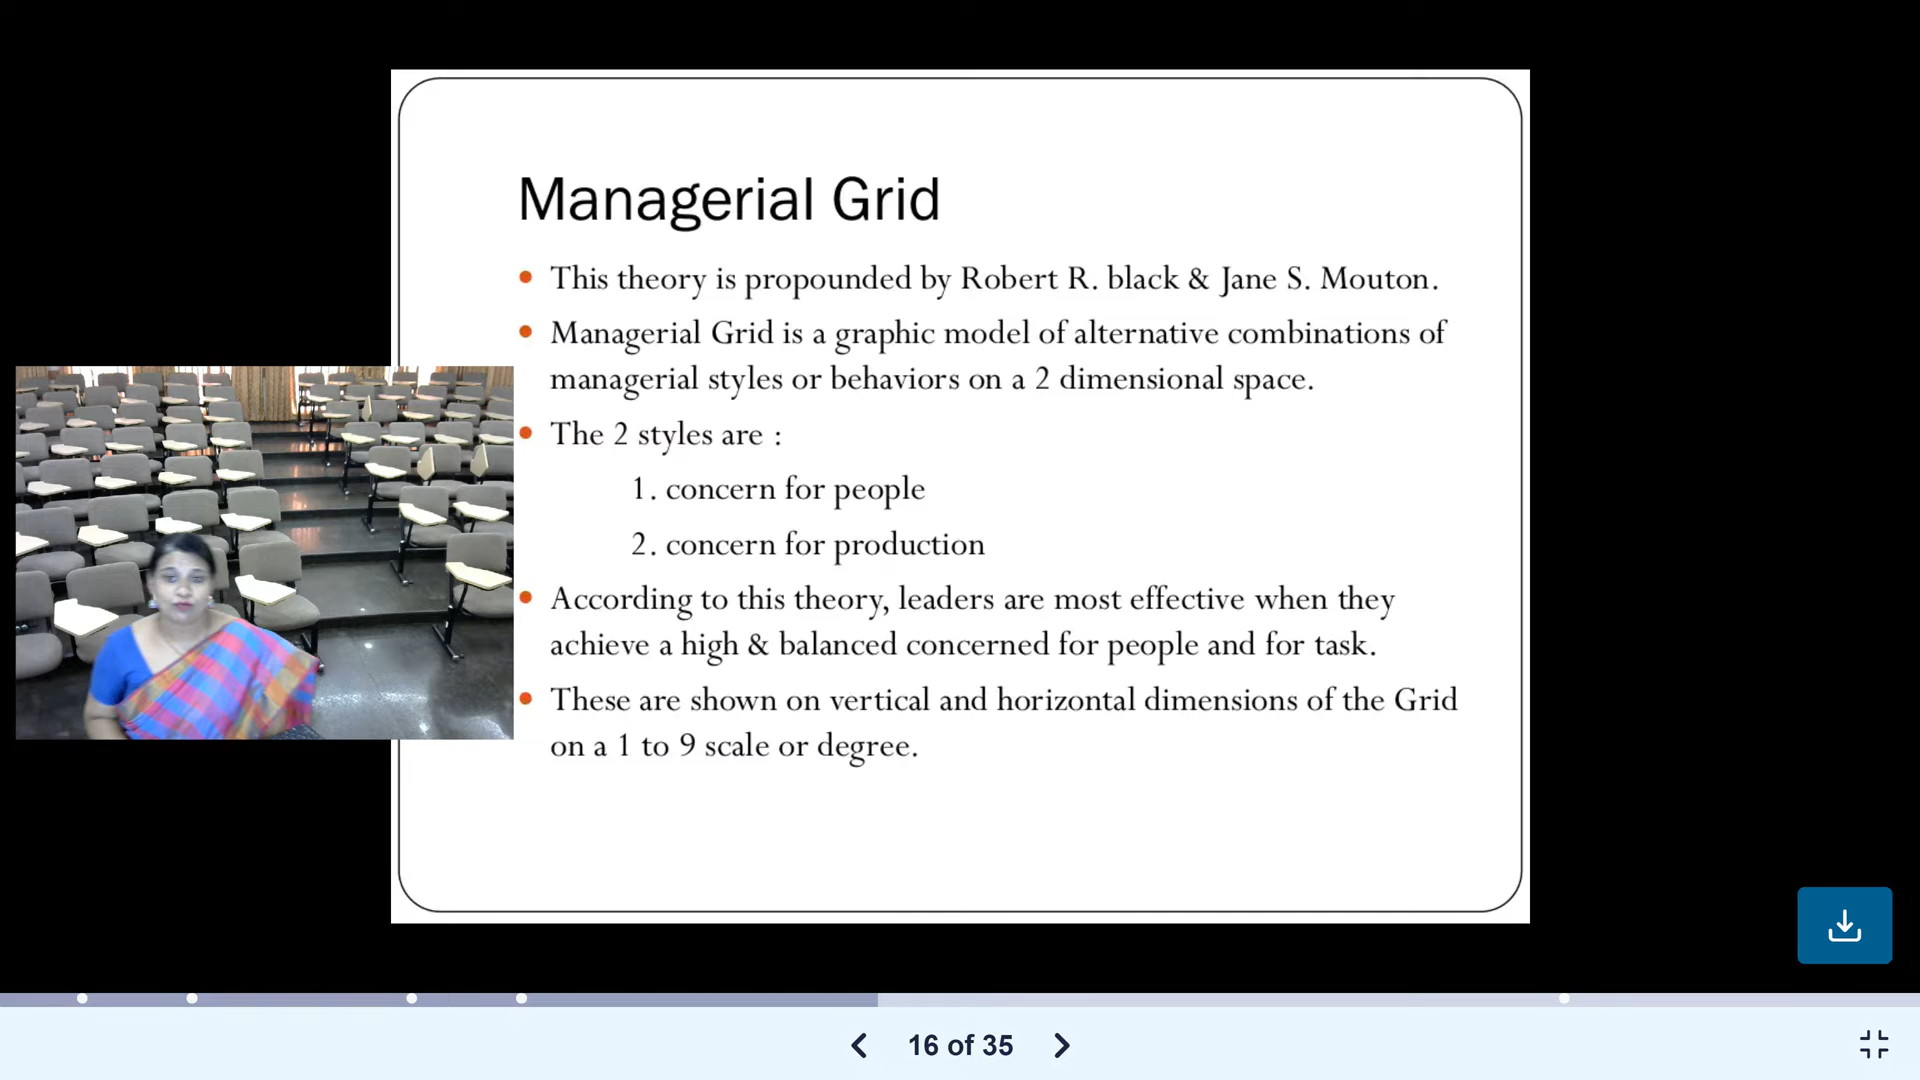 Managerial Grid
• This theory is propounded by Robert R. black & Jane S. Mouton.
• Managerial Grid is a graphic model of alternative combinations of
managerial styles or behaviors on a 2 dimensional space.
• The 2 styles are :
1. concern for people
2. concern for production
• According to this theory, leaders are most effective when they
achieve a high & balanced concerned for people and for task.
• These are shown on vertical and horizontal dimensions of the Grid
on a 1 to 9 scale or degree.
16 of 35